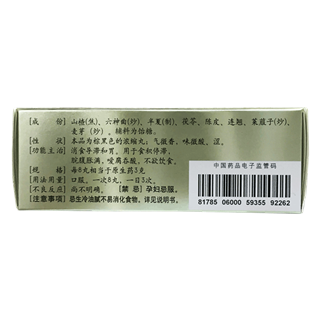 [成　份] 山楂(焦)、六神曲(炒)、半夏(制)、茯苓、陈皮、连翘、莱菔子(炒)、
麦芽(炒)，辅料为饴糖。
[性　状] 本品为棕黑色的浓缩丸；气微香，味微酸、涩。
[功能主治] 消食导滞和胃。用于食积停滞，
脘腹胀满，嗳腐吞酸，不欲饮食。
[规　格] 每8丸相当于原生药3克
[用法用量] 口服，一次8丸，一日3次。
[不良反应] 尚不明确。 [禁 忌] 孕妇忌服。
[注意事项] 忌生冷油腻不易消化食物，详见说明书。
中国药品电子监管码
81785 06000 59355 92262